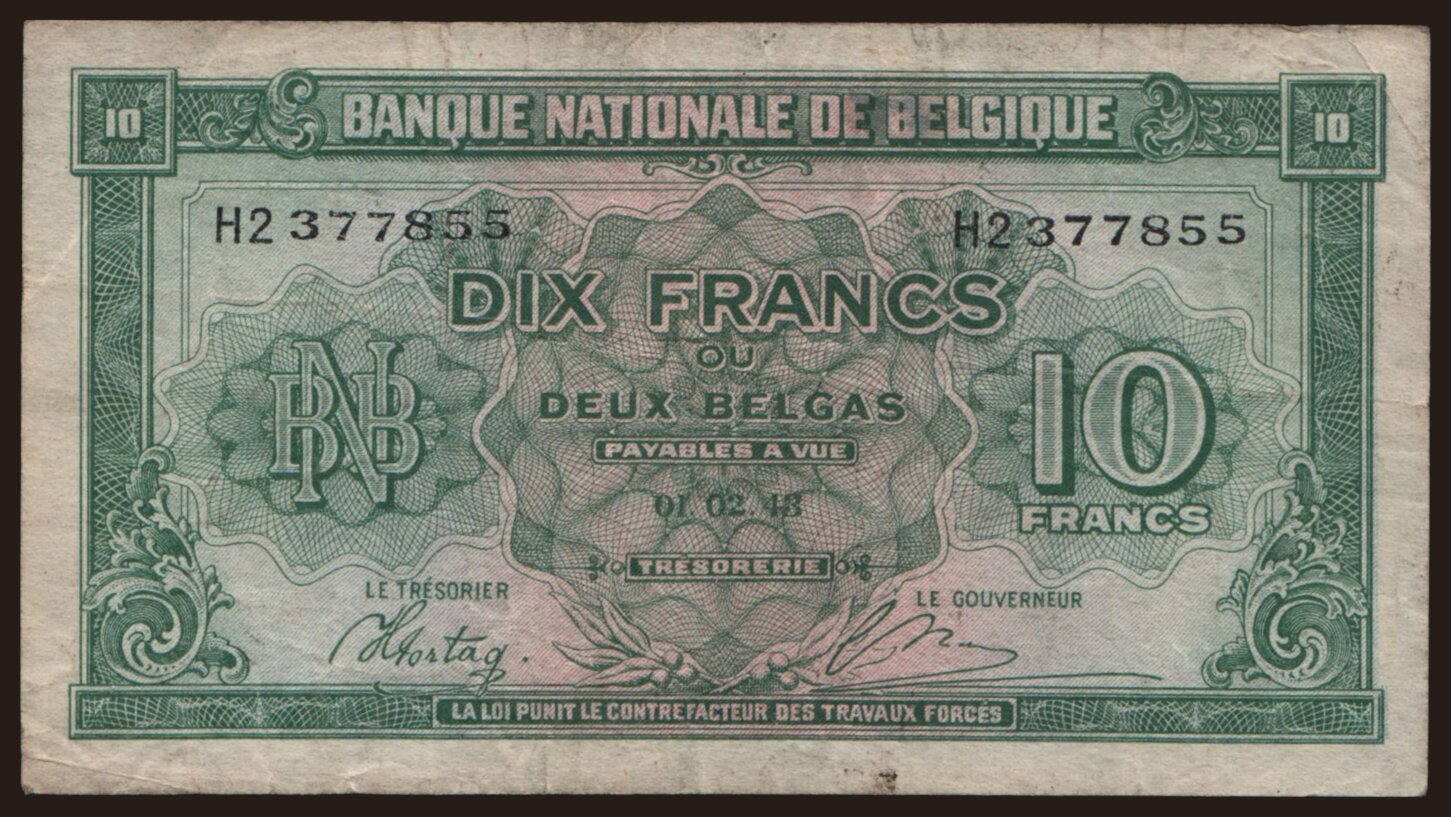 10 BANQUE NATIONALE DE BELGIQUE 10
H2 377855 H2 377855
DIX FRANCS
OU
DEUX BELGAS
PAYABLES A VUE
BNB 10
FRANCS
01.02.43
TRÉSORERIE
LE TRÉSORIER LE GOUVERNEUR
LA LOI PUNIT LE CONTREFACTEUR DES TRAVAUX FORCÉS